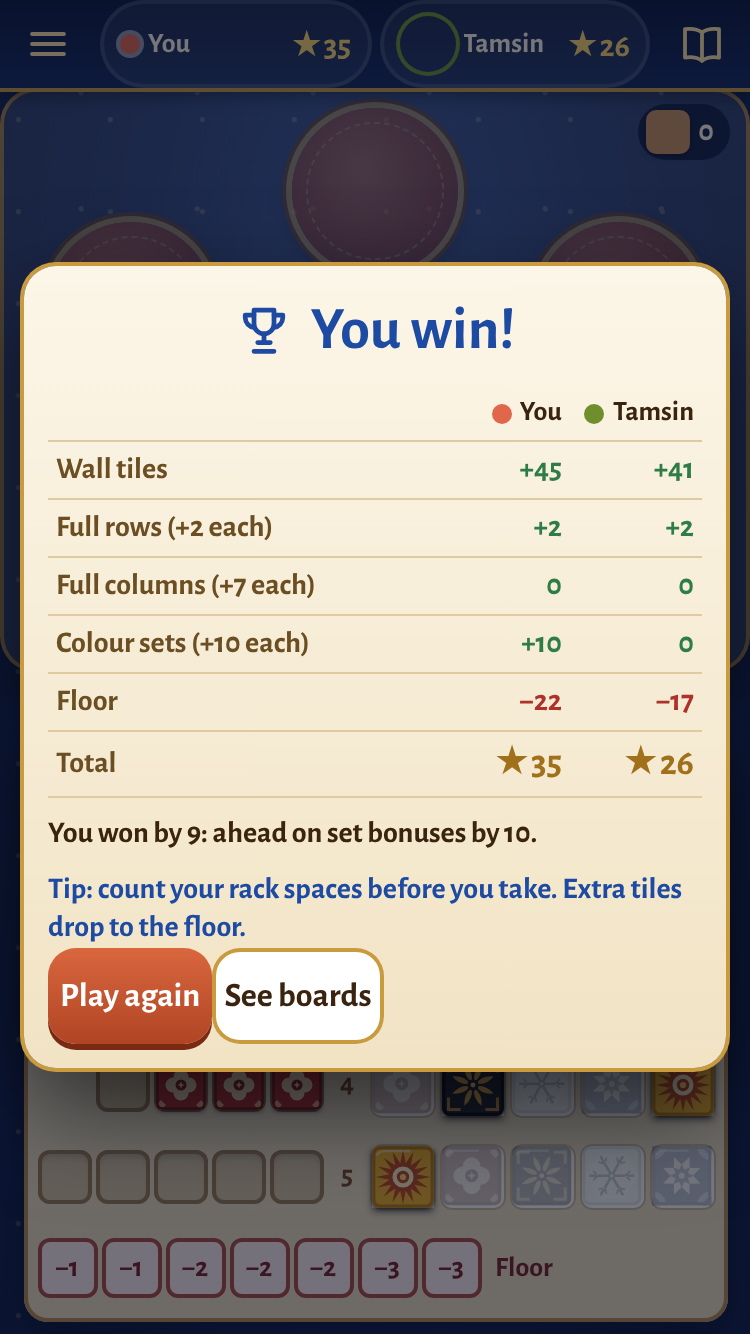 You ★35 Tamsin ★26
0
You win!
You Tamsin
Wall tiles +45 +41
Full rows (+2 each) +2 +2
Full columns (+7 each) 0 0
Colour sets (+10 each) +10 0
Floor −22 −17
Total ★35 ★26
You won by 9: ahead on set bonuses by 10.
Tip: count your rack spaces before you take. Extra tiles
drop to the floor.
Play again See boards
4
5
−1 −1 −2 −2 −2 −3 −3 Floor